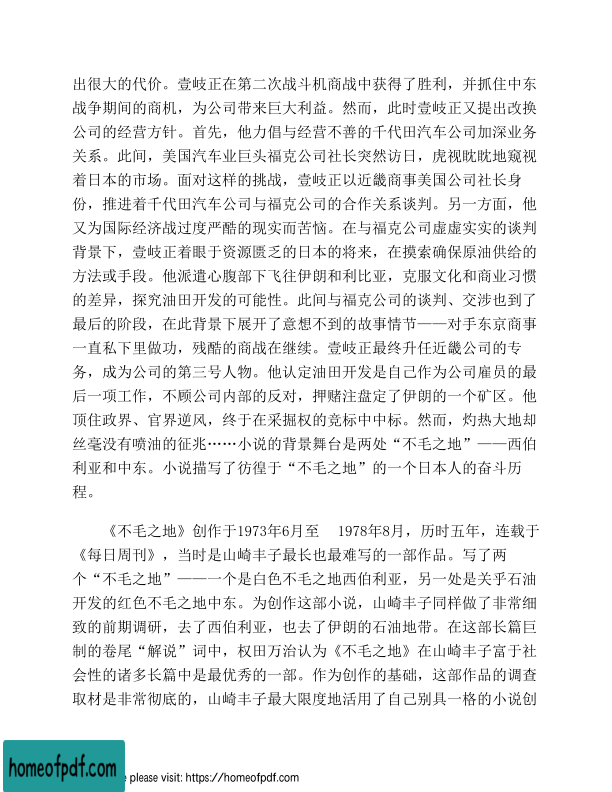 出很大的代价。壹岐正在第二次战斗机商战中获得了胜利，并抓住中东
战争期间的商机，为公司带来巨大利益。然而，此时壹岐正又提出改换
公司的经营方针。首先，他力倡与经营不善的千代田汽车公司加深业务
关系。此间，美国汽车业巨头福克公司社长突然访日，虎视眈眈地窥视
着日本的市场。面对这样的挑战，壹岐正以近畿商事美国公司社长身
份，推进着千代田汽车公司与福克公司的合作关系谈判。另一方面，他
又为国际经济战过度严酷的现实而苦恼。在与福克公司虚虚实实的谈判
背景下，壹岐正着眼于资源匮乏的日本的将来，在摸索确保原油供给的
方法或手段。他派遣心腹部下飞往伊朗和利比亚，克服文化和商业习惯
的差异，探究油田开发的可能性。此间与福克公司的谈判、交涉也到了
最后的阶段，在此背景下展开了意想不到的故事情节——对手东京商事
一直私下里做功，残酷的商战在继续。壹岐正最终升任近畿公司的专
务，成为公司的第三号人物。他认定油田开发是自己作为公司雇员的最
后一项工作，不顾公司内部的反对，押赌注盘定了伊朗的一个矿区。他
顶住政界、官界逆风，终于在采掘权的竞标中中标。然而，灼热大地却
丝毫没有喷油的征兆……小说的背景舞台是两处“不毛之地”——西伯
利亚和中东。小说描写了彷徨于“不毛之地”的一个日本人的奋斗历
程。
《不毛之地》创作于1973年6月至 1978年8月，历时五年，连载于
《每日周刊》，当时是山崎丰子最长也最难写的一部作品。写了两
个“不毛之地”——一个是白色不毛之地西伯利亚，另一处是关乎石油
开发的红色不毛之地中东。为创作这部小说，山崎丰子同样做了非常细
致的前期调研，去了西伯利亚，也去了伊朗的石油地带。在这部长篇巨
制的卷尾“解说”词中，权田万治认为《不毛之地》在山崎丰子富于社
会性的诸多长篇中是最优秀的一部。作为创作的基础，这部作品的调查
取材是非常彻底的，山崎丰子最大限度地活用了自己别具一格的小说创
homeofpdf.com
e please visit: https://homeofpdf.com